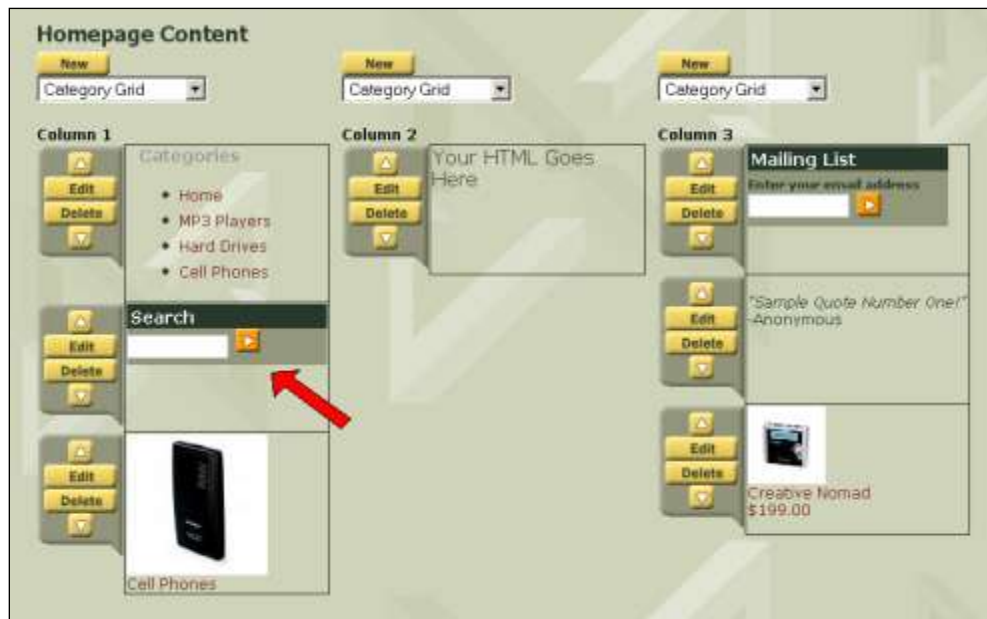 Homepage Content
New
Category Grid
New
Category Grid
New
Category Grid
Column 1
Edit
Delete
Categories
Home
MP3 Players
Hard Drives
Cell Phones
Edit
Delete
Search
Edit
Delete
Cell Phones
Column 2
Edit
Delete
Your HTML Goes
Here
Column 3
Edit
Delete
Mailing List
Enter your email address
Edit
Delete
"Sample Quote Number One!"
-Anonymous
Edit
Delete
Creative Nomad
$199.00